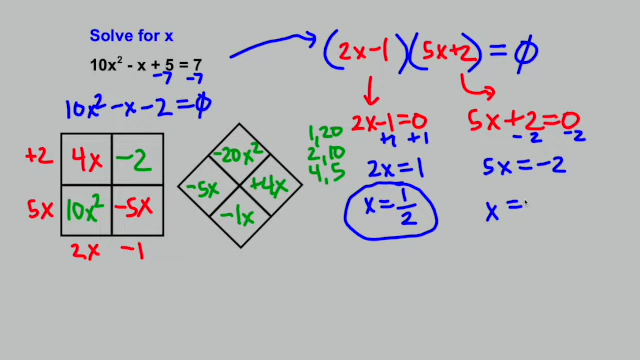 Solve for x
10x² - x + 5 = 7
-7 -7
10x² - x - 2 = ∅
+2 4x -2
5x 10x² -5x
2x -1
-20x²
-5x +4x
-1x
1,20
2,10
4,5
(2x-1)(5x+2) = ∅
2x-1=0
+1 +1
2x=1
x=1/2
5x+2=0
-2 -2
5x=-2
x=